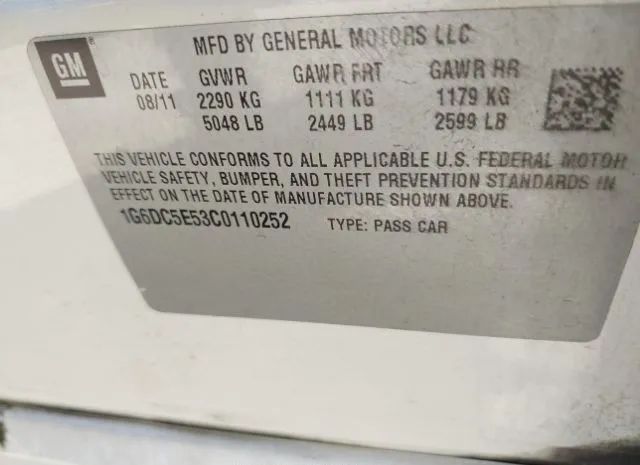 GM®
MFD BY GENERAL MOTORS LLC
DATE GVWR GAWR FRT GAWR RR
08/11 2290 KG 1111 KG 1179 KG
5048 LB 2449 LB 2599 LB
THIS VEHICLE CONFORMS TO ALL APPLICABLE U.S. FEDERAL MOTOR
VEHICLE SAFETY, BUMPER, AND THEFT PREVENTION STANDARDS IN
EFFECT ON THE DATE OF MANUFACTURE SHOWN ABOVE.
1G6DC5E53C0110252 TYPE: PASS CAR